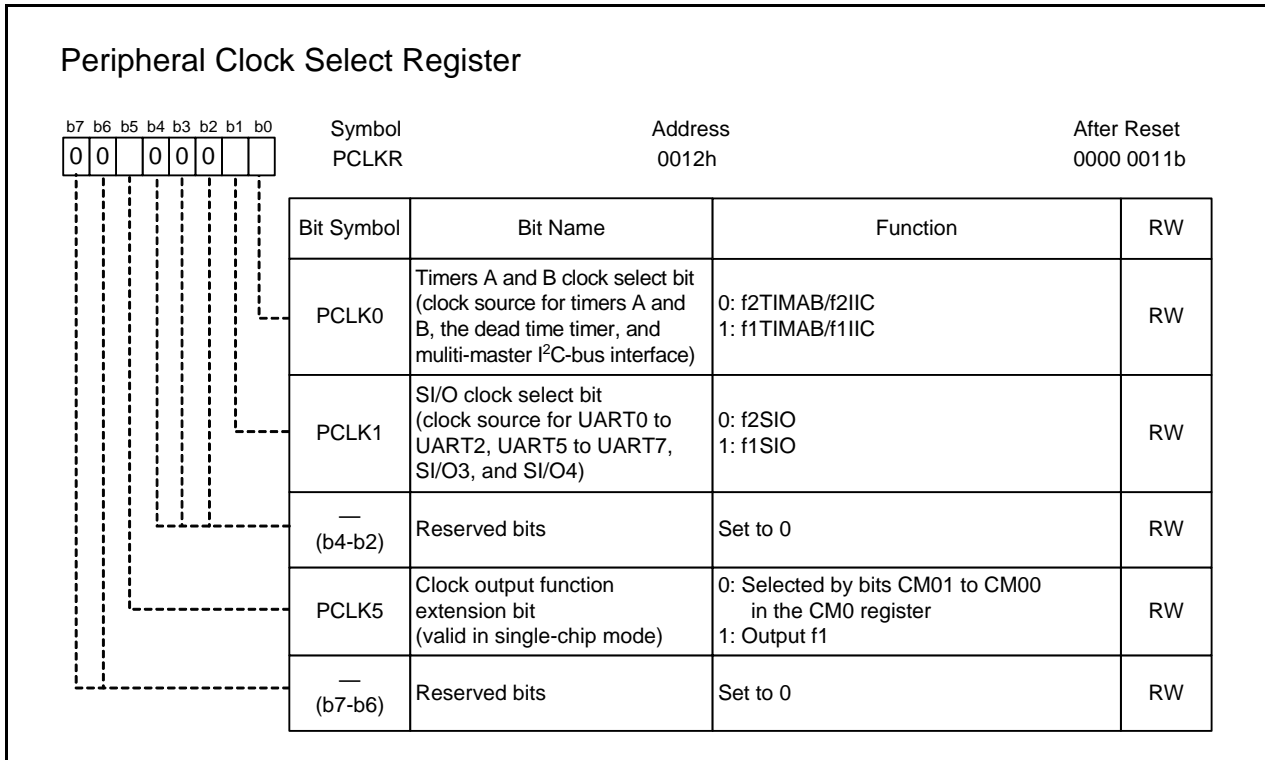 Peripheral Clock Select Register
b7 b6 b5 b4 b3 b2 b1 b0
Symbol
Address
After Reset
0 0 0 0 0
PCLKR
0012h
0000 0011b
Bit Symbol
Bit Name
Function
RW
PCLK0
Timers A and B clock select bit
(clock source for timers A and
B, the dead time timer, and
muliti-master I²C-bus interface)
0: f2TIMAB/f2IIC
1: f1TIMAB/f1IIC
RW
PCLK1
SI/O clock select bit
(clock source for UART0 to
UART2, UART5 to UART7,
SI/O3, and SI/O4)
0: f2SIO
1: f1SIO
RW
—
(b4-b2)
Reserved bits
Set to 0
RW
PCLK5
Clock output function
extension bit
(valid in single-chip mode)
0: Selected by bits CM01 to CM00
in the CM0 register
1: Output f1
RW
—
(b7-b6)
Reserved bits
Set to 0
RW